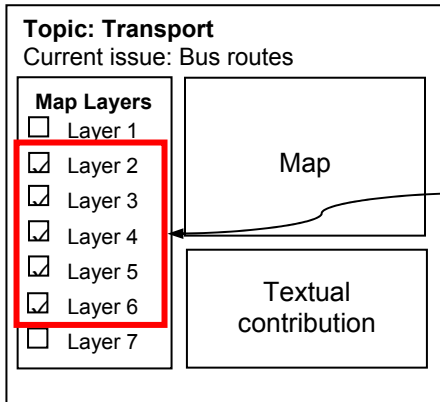 Topic: Transport
Current issue: Bus routes
Map Layers
Layer 1
Layer 2
Layer 3
Layer 4
Layer 5
Layer 6
Layer 7
Map
Textual
contribution